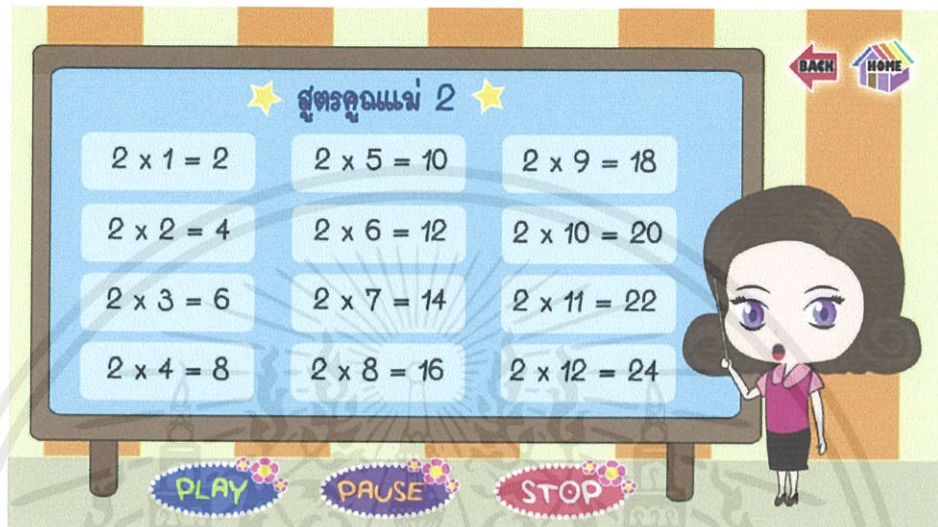 BACK HOME
สูตรคูณแม่ 2
2 x 1 = 2
2 x 2 = 4
2 x 3 = 6
2 x 4 = 8
2 x 5 = 10
2 x 6 = 12
2 x 7 = 14
2 x 8 = 16
2 x 9 = 18
2 x 10 = 20
2 x 11 = 22
2 x 12 = 24
PLAY PAUSE STOP